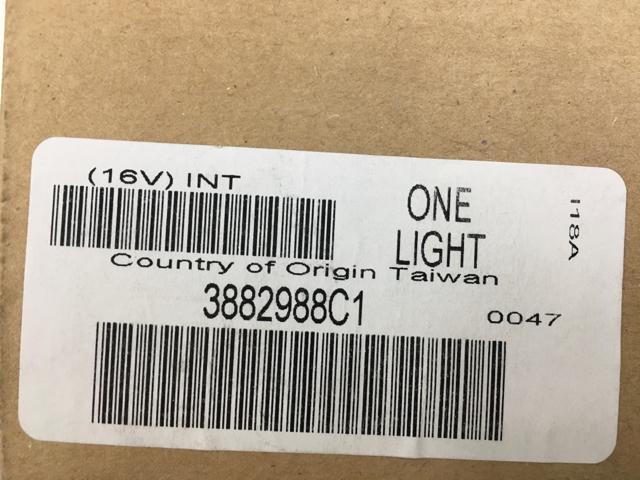 (16V) INT
ONE
LIGHT
I18A
Country of Origin Taiwan
3882988C1
0047